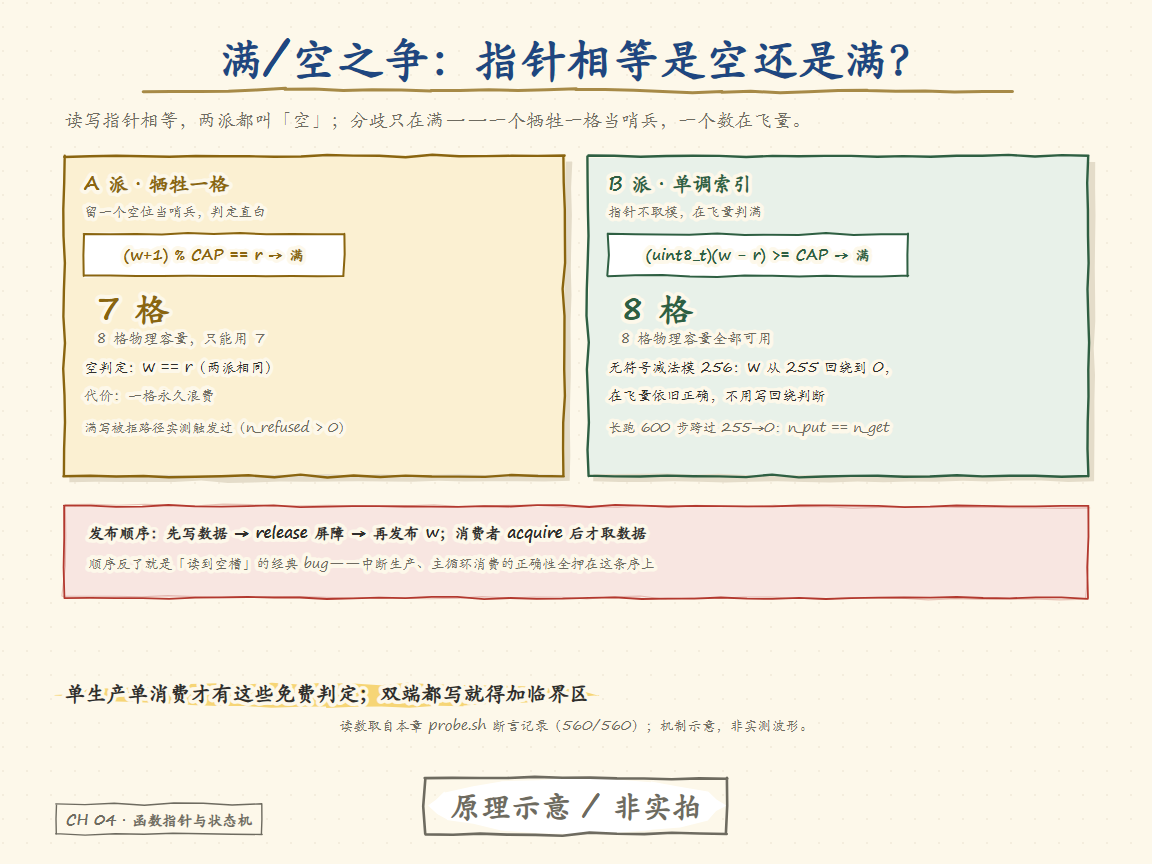 满/空之争：指针相等是空还是满？
读写指针相等，两派都叫「空」；分歧只在满——一个牺牲一格当哨兵，一个数在飞量。
A 派 · 牺牲一格
留一个空位当哨兵，判定直白
(w+1) % CAP == r → 满
7 格
8 格物理容量，只能用 7
空判定：w == r（两派相同）
代价：一格永久浪费
满写被拒路径实测触发过（n_refused > 0）
B 派 · 单调索引
指针不取模，在飞量判满
(uint8_t)(w - r) >= CAP → 满
8 格
8 格物理容量全部可用
无符号减法模 256：w 从 255 回绕到 0，
在飞量依旧正确，不用写回绕判断
长跑 600 步跨过 255→0：n_put == n_get
发布顺序：先写数据 → release 屏障 → 再发布 w；消费者 acquire 后才取数据
顺序反了就是「读到空槽」的经典 bug——中断生产、主循环消费的正确性全押在这条序上
单生产单消费才有这些免费判定；双端都写就得加临界区
读数取自本章 probe.sh 断言记录（560/560）；机制示意，非实测波形。
原理示意 / 非实拍
CH 04 · 函数指针与状态机